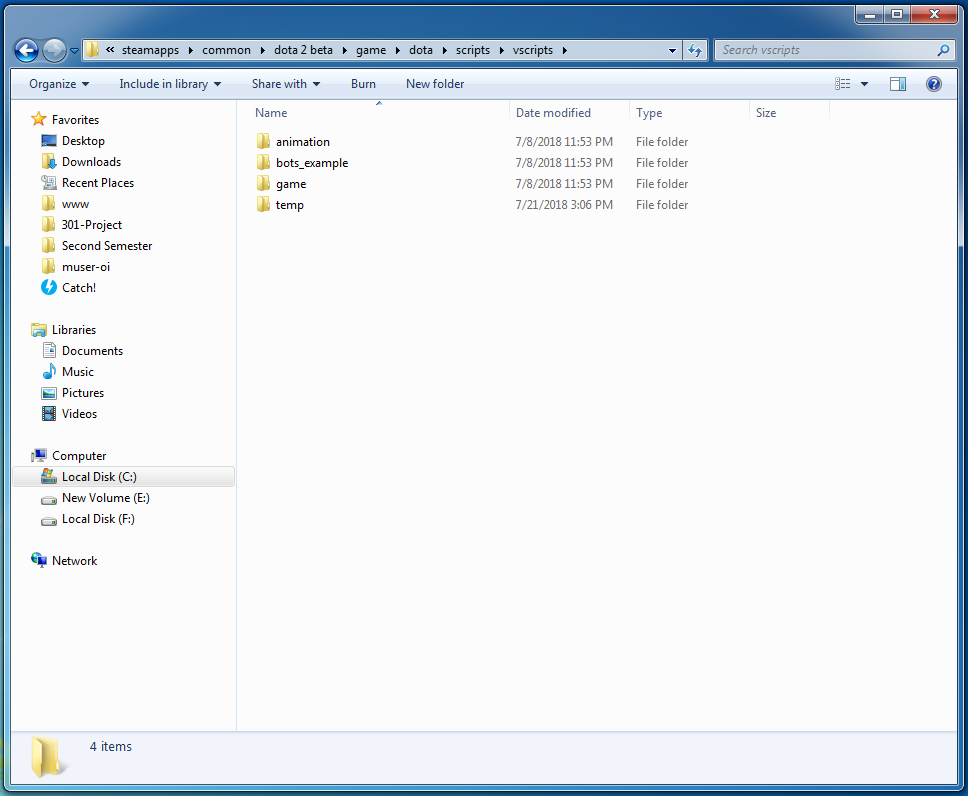 « steamapps common dota 2 beta game dota scripts vscripts Search vscripts
Organize Include in library Share with Burn New folder
Favorites
Desktop
Downloads
Recent Places
www
301-Project
Second Semester
muser-oi
Catch!
Libraries
Documents
Music
Pictures
Videos
Computer
Local Disk (C:)
New Volume (E:)
Local Disk (F:)
Network
Name Date modified Type Size
animation 7/8/2018 11:53 PM File folder
bots_example 7/8/2018 11:53 PM File folder
game 7/8/2018 11:53 PM File folder
temp 7/21/2018 3:06 PM File folder
4 items